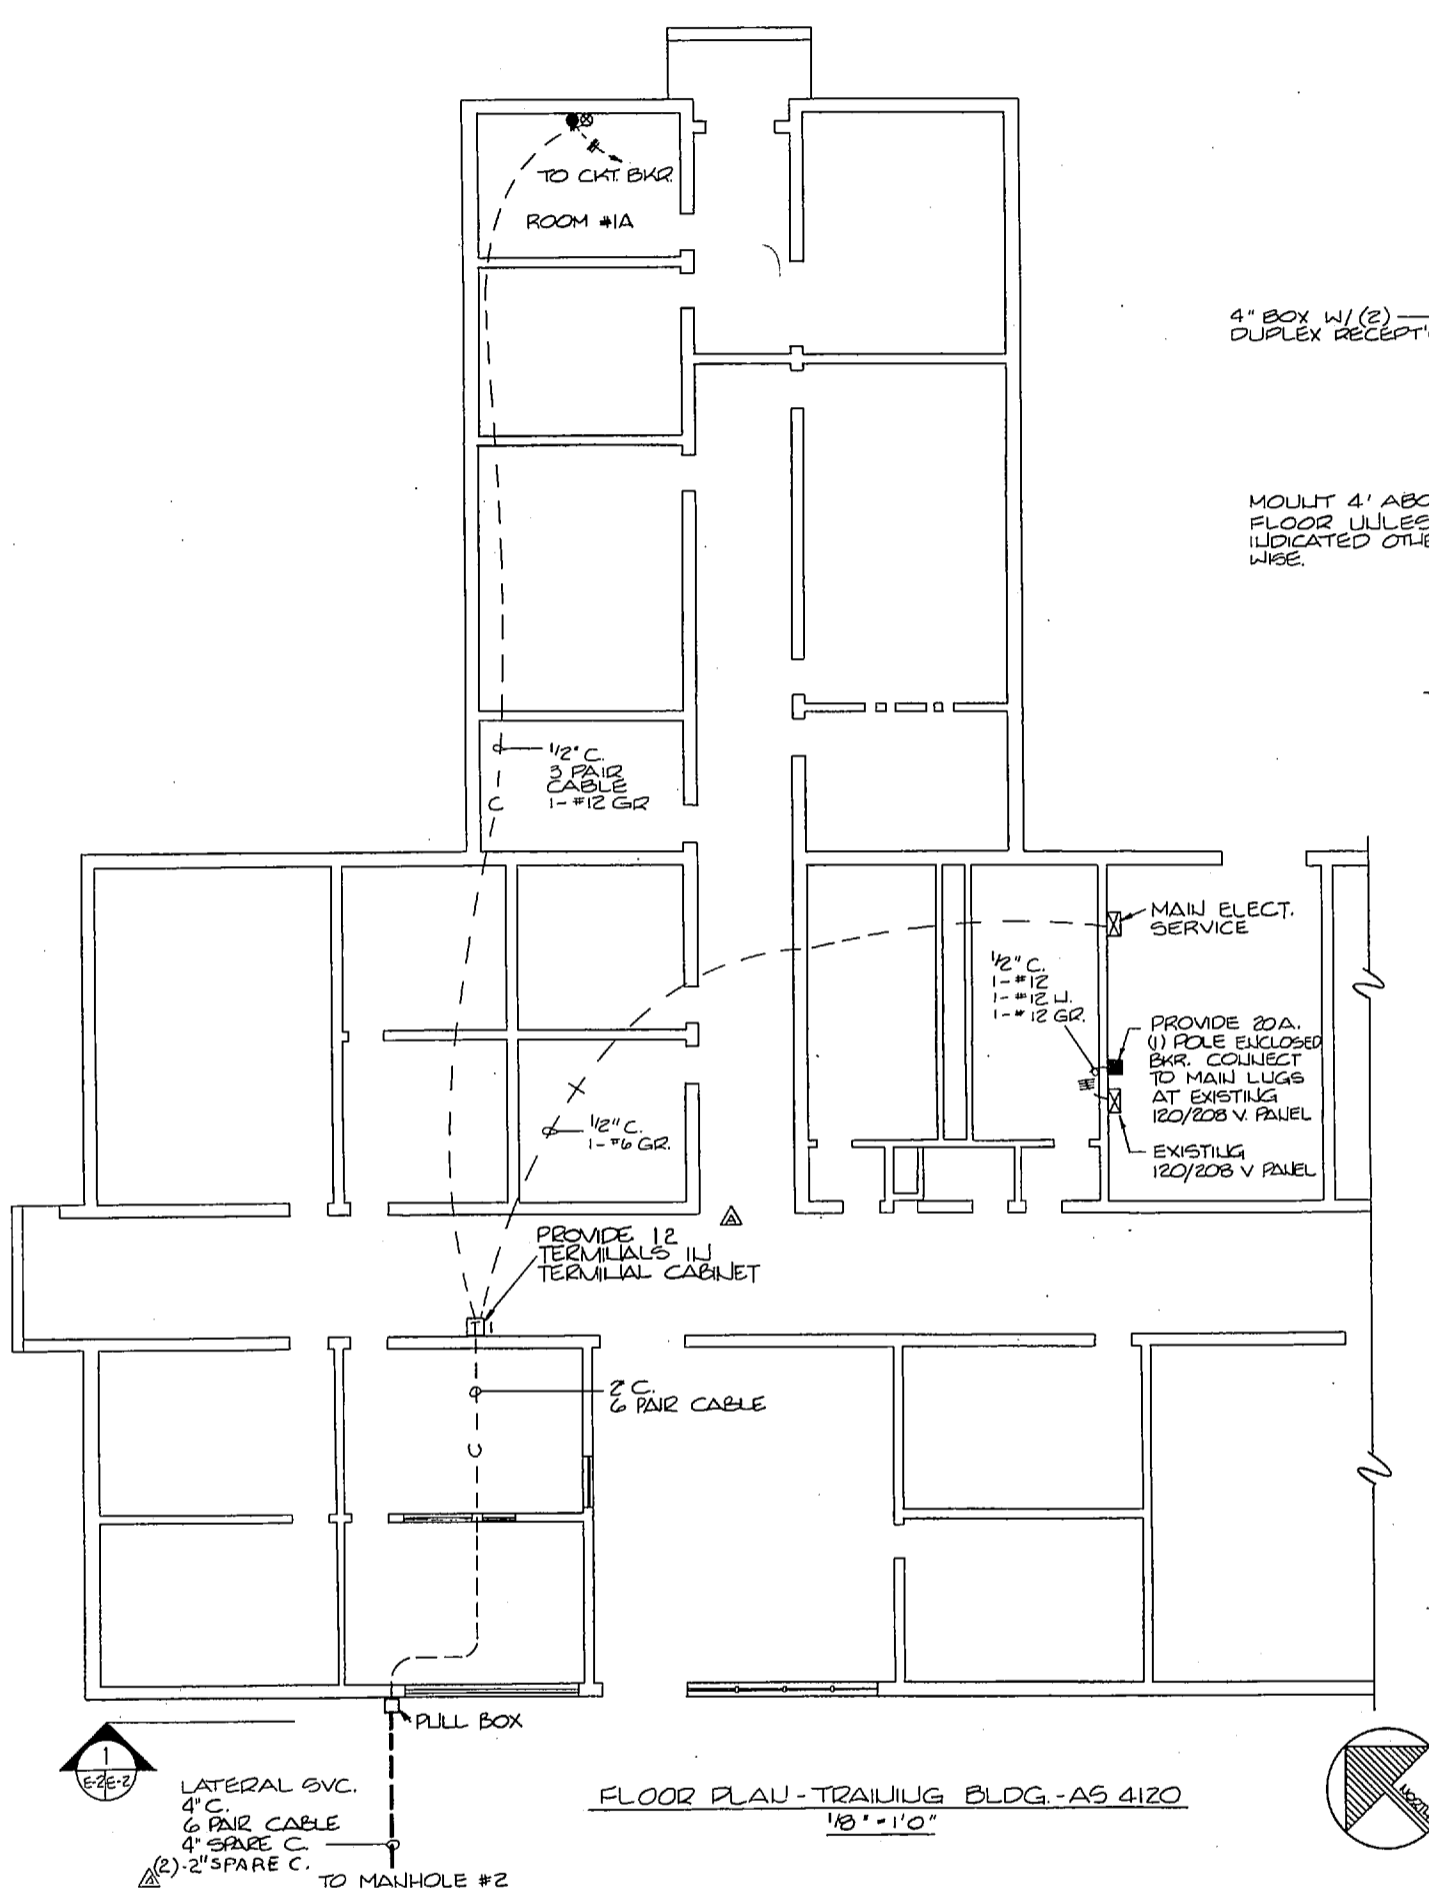 TO CKT. BKR.
ROOM #1A
4" BOX W/(2)
DUPLEX RECEPT'
MOUNT 4' ABO
FLOOR UNLES
INDICATED OTHE
WISE.
1/2" C.
3 PAIR
CABLE
1-#12 GR
C
MAIN ELECT.
SERVICE
1/2" C.
1-#12
1-#12 N.
1-#12 GR.
PROVIDE 20A.
(1) POLE ENCLOSED
BKR. CONNECT
TO MAIN LUGS
AT EXISTING
120/208 V. PANEL
EXISTING
120/208 V PANEL
X
1/2" C.
1-#6 GR.
A
PROVIDE 12
TERMINALS IN
TERMINAL CABINET
T 1
2" C.
6 PAIR CABLE
C
PULL BOX
1
E-2 E-2
LATERAL SVC.
4" C.
6 PAIR CABLE
4" SPARE C.
A (2)-2" SPARE C.
TO MANHOLE #2
FLOOR PLAN - TRAINING BLDG. - AS 4120
1/8" = 1'0"